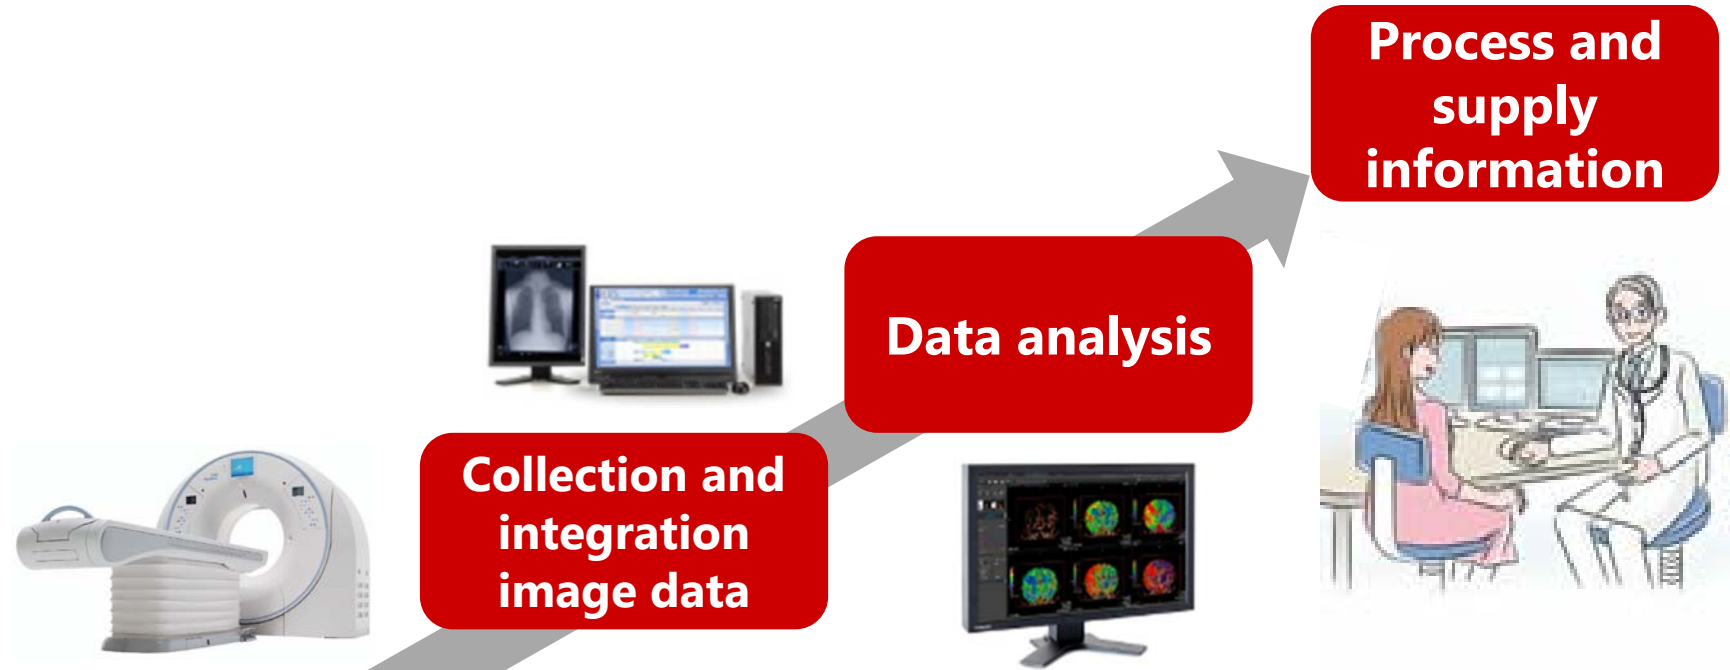 Process and
supply
information
Data analysis
Collection and
integration
image data